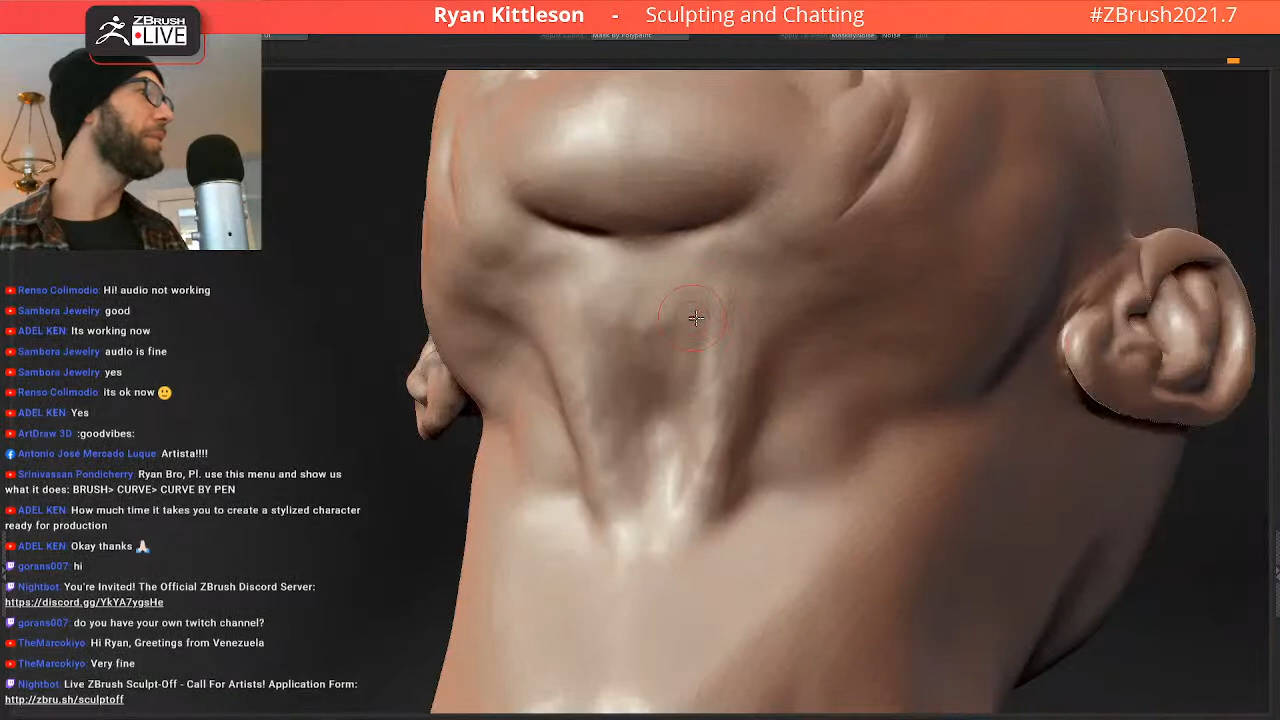 Ryan Kittleson - Sculpting and Chatting
#ZBrush2021.7
ZBRUSH
LIVE
Mask By Polypaint
MaskByNoise
Noise
Renso Colimodio: Hi! audio not working
Sambora Jewelry: good
ADEL KEN: Its working now
Sambora Jewelry: audio is fine
Sambora Jewelry: yes
Renso Colimodio: its ok now 🙂
ADEL KEN: Yes
ArtDraw 3D :goodvibes:
Antonio José Mercado Luque: Artista!!!!
Srinivassan Pondicherry: Ryan Bro, Pl. use this menu and show us
what it does: BRUSH> CURVE> CURVE BY PEN
ADEL KEN: How much time it takes you to create a stylized character
ready for production
ADEL KEN: Okay thanks 🙏🏻
gorans007: hi
Nightbot: You're Invited! The Official ZBrush Discord Server:
https://discord.gg/YkYA7ygsHe
gorans007: do you have your own twitch channel?
TheMarcokiyo: Hi Ryan, Greetings from Venezuela
TheMarcokiyo: Very fine
Nightbot: Live ZBrush Sculpt-Off - Call For Artists! Application Form:
http://zbru.sh/sculptoff